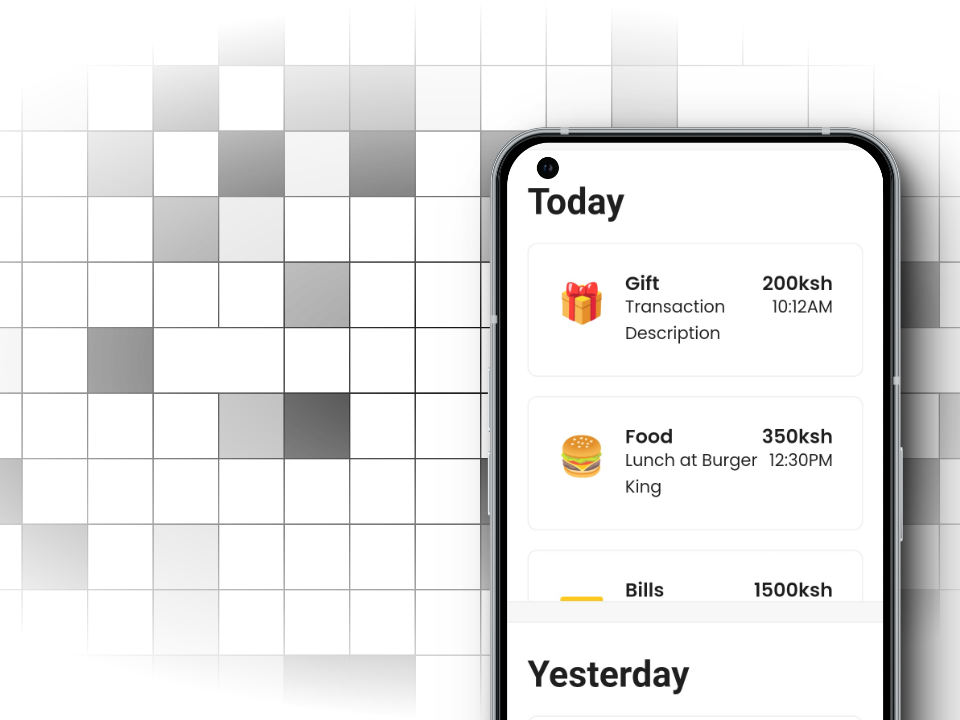 Today
Gift 200ksh
Transaction 10:12AM
Description
Food 350ksh
Lunch at Burger 12:30PM
King
Bills 1500ksh
Yesterday